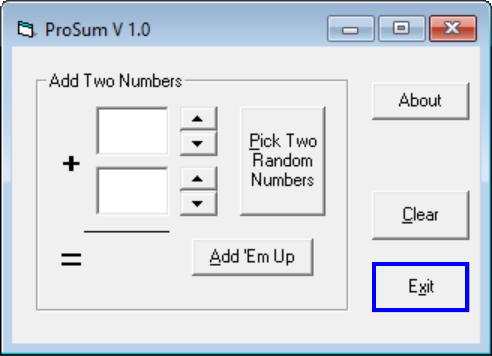 ProSum V 1.0
Add Two Numbers
+
=
Pick Two
Random
Numbers
Add 'Em Up
About
Clear
Exit